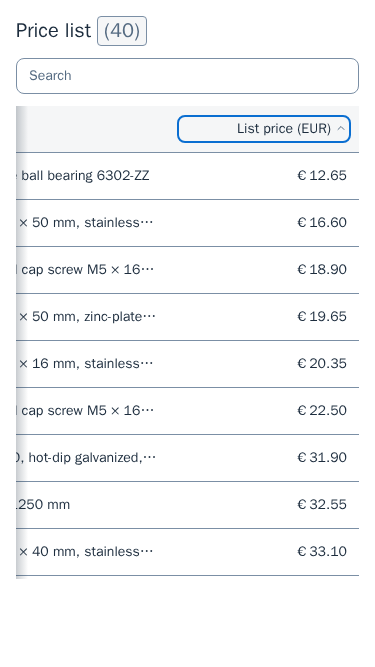 Price list (40)
Search
List price (EUR)
ball bearing 6302-ZZ € 12.65
× 50 mm, stainless… € 16.60
cap screw M5 × 16… € 18.90
× 50 mm, zinc-plate… € 19.65
× 16 mm, stainless… € 20.35
cap screw M5 × 16… € 22.50
, hot-dip galvanized,… € 31.90
250 mm € 32.55
× 40 mm, stainless… € 33.10